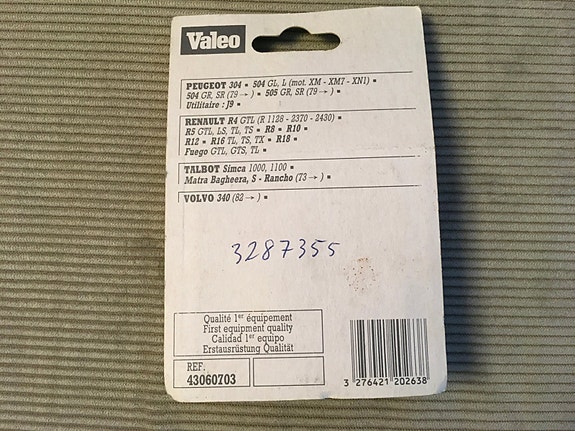 Valeo
PEUGEOT 304 ▪ 504 GL, L (mot. XM - XM7 - XN1) ▪
504 GR, SR (79 → ) ▪ 505 GR, SR (79 → ) ▪
Utilitaire : J9 ▪
RENAULT R4 GTL (R 1128 - 2370 - 2430) ▪
R5 GTL, LS, TL, TS ▪ R8 ▪ R10 ▪
R12 ▪ R16 TL, TS, TX ▪ R18 ▪
Fuego GTL, GTS, TL ▪
TALBOT Simca 1000, 1100 ▪
Matra Bagheera, S - Rancho (73 → ) ▪
VOLVO 340 (82 → ) ▪
3287355
Qualité 1er équipement
First equipment quality
Calidad 1er equipo
Erstausrüstung Qualität
REF.
43060703
3 276421 202638